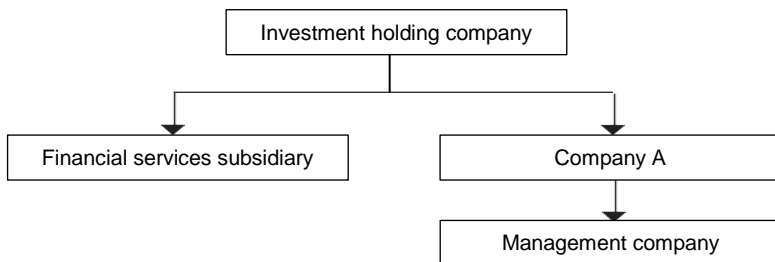 Investment holding company
Financial services subsidiary
Company A
Management company